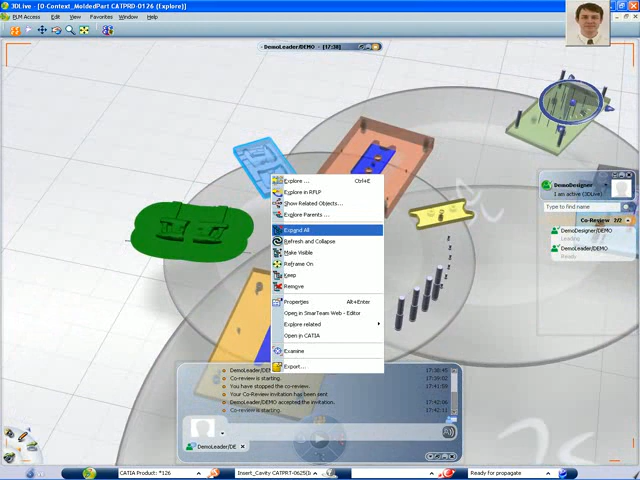 3DLive - [0-Context_MoldedPart CATPRD-0126 (Explore)]
PLM Access Edit View Favorites Window Help
- DemoLeader/DEMO - [17:38]
Explore ... Ctrl+E
Explore in RFLP
Show Related Objects...
Explore Parents ...
Expand All
Refresh and Collapse
Make Visible
Reframe On
Keep
Remove
Properties Alt+Enter
Open in SmarTeam Web - Editor
Explore related
Open in CATIA
Examine
Export...
DemoDesigner
I am active (3DLive)
Type to find name
Co-Review 2/2
DemoDesigner/DEMO
Leading
DemoLeader/DEMO
Ready
DemoLeader/DE 17:38:45
Co-review is starting. 17:39:02
You have stopped the co-review. 17:41:59
Your Co-Review invitation has been sent
DemoLeader/DEMO accepted the invitation. 17:42:06
Co-review is starting. 17:42:11
DemoLeader/DE
CATIA Product: *126
Insert_Cavity CATPRT-0625(In
Ready for propagate